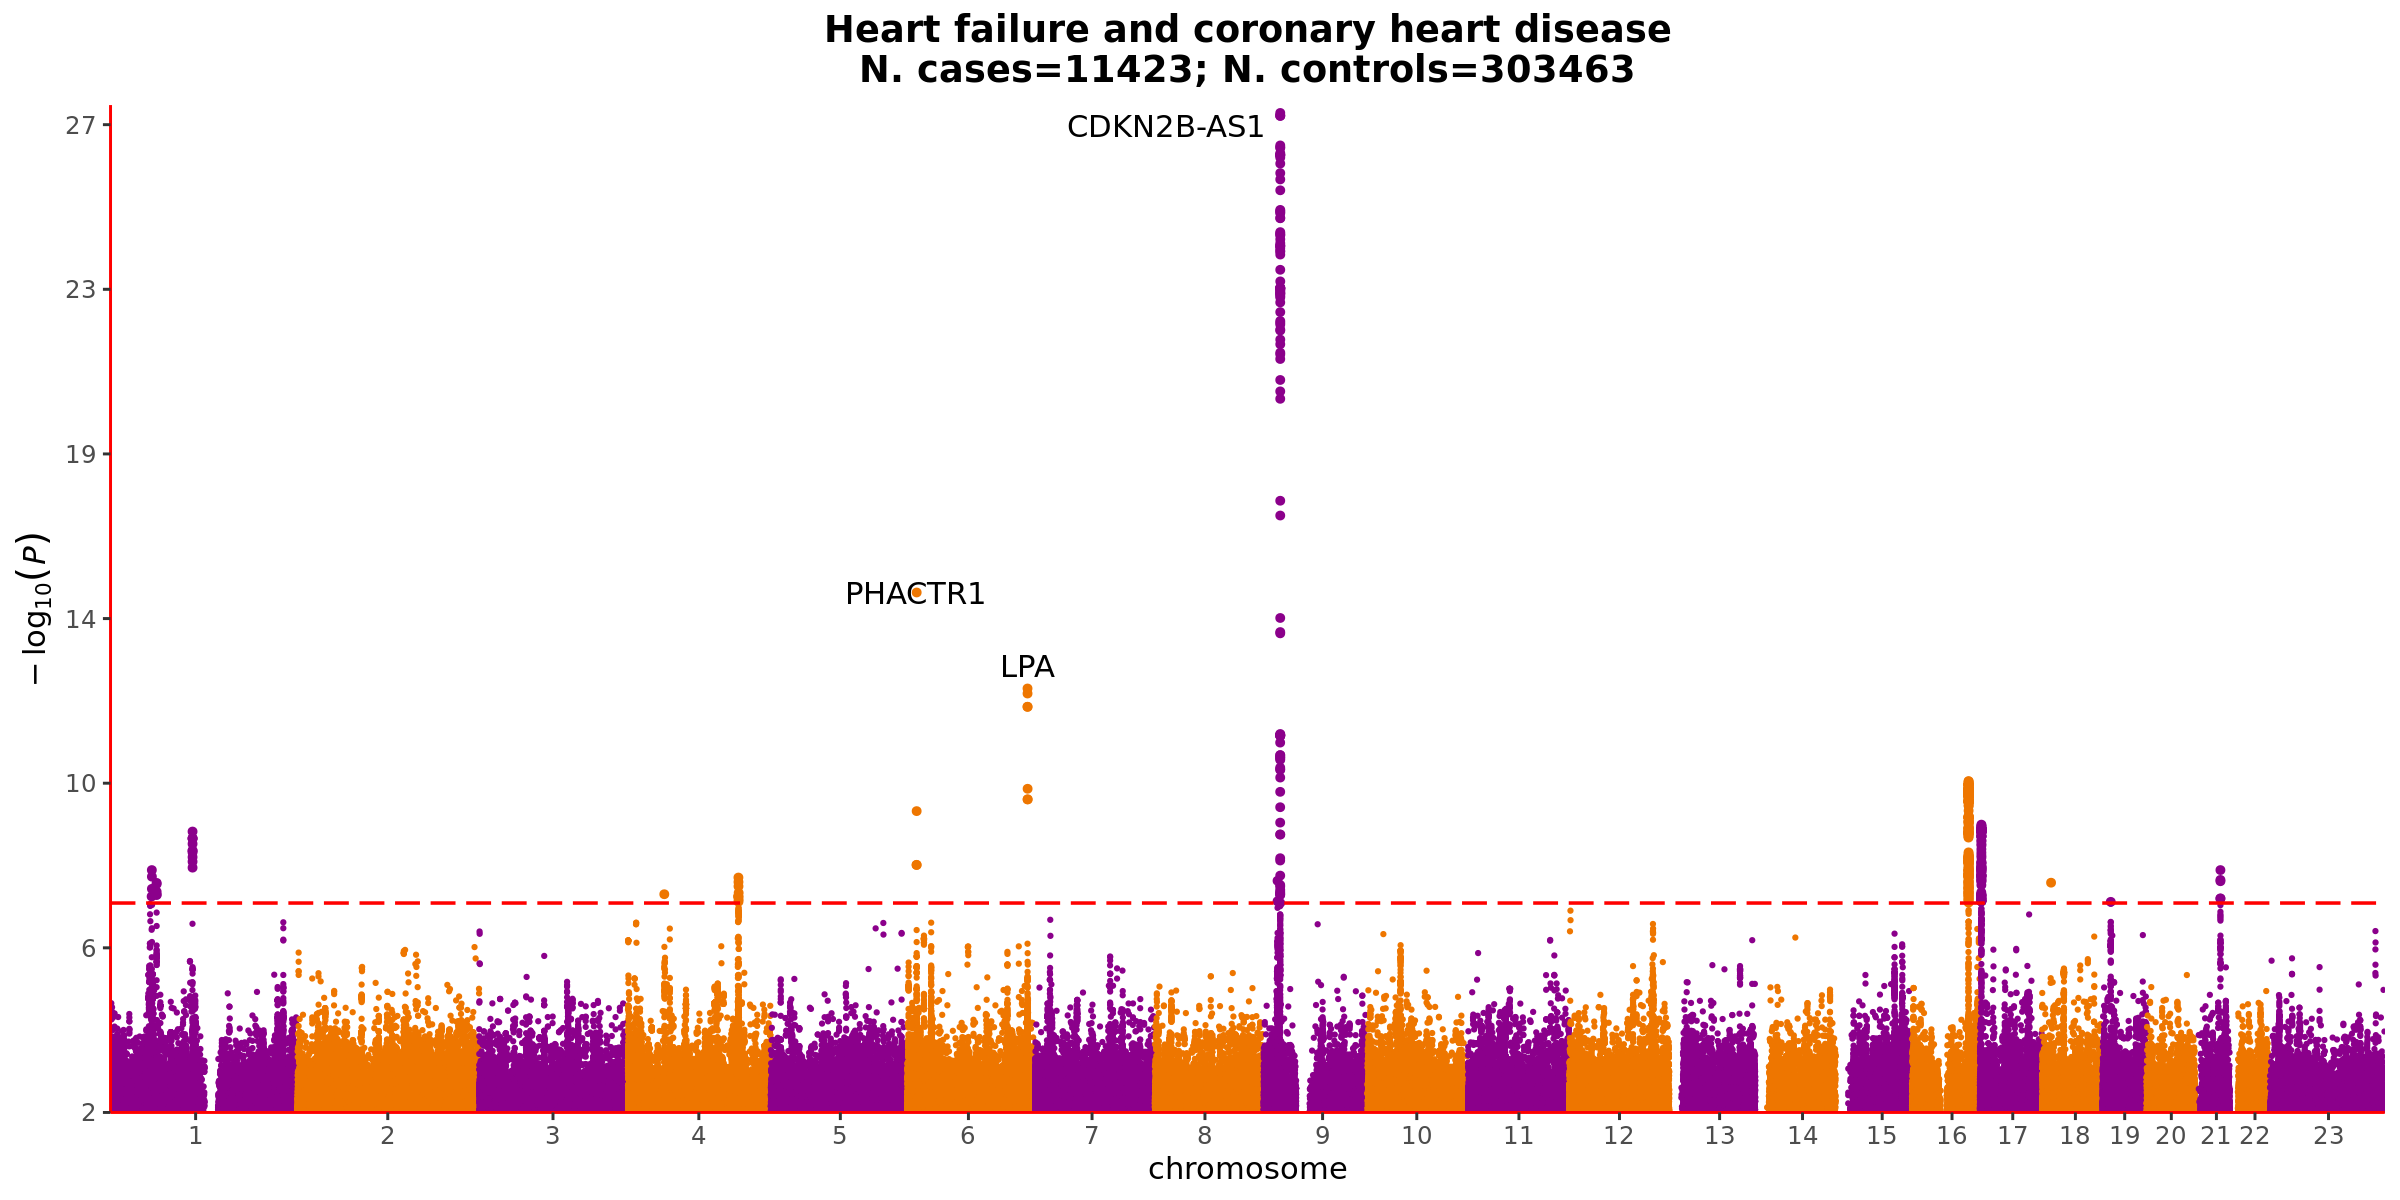 Heart failure and coronary heart disease
N. cases=11423; N. controls=303463
27
CDKN2B-AS1
23
19
− log₁₀(P)
PHACTR1
14
LPA
10
6
2
1 2 3 4 5 6 7 8 9 10 11 12 13 14 15 16 17 18 19 20 21 22 23
chromosome